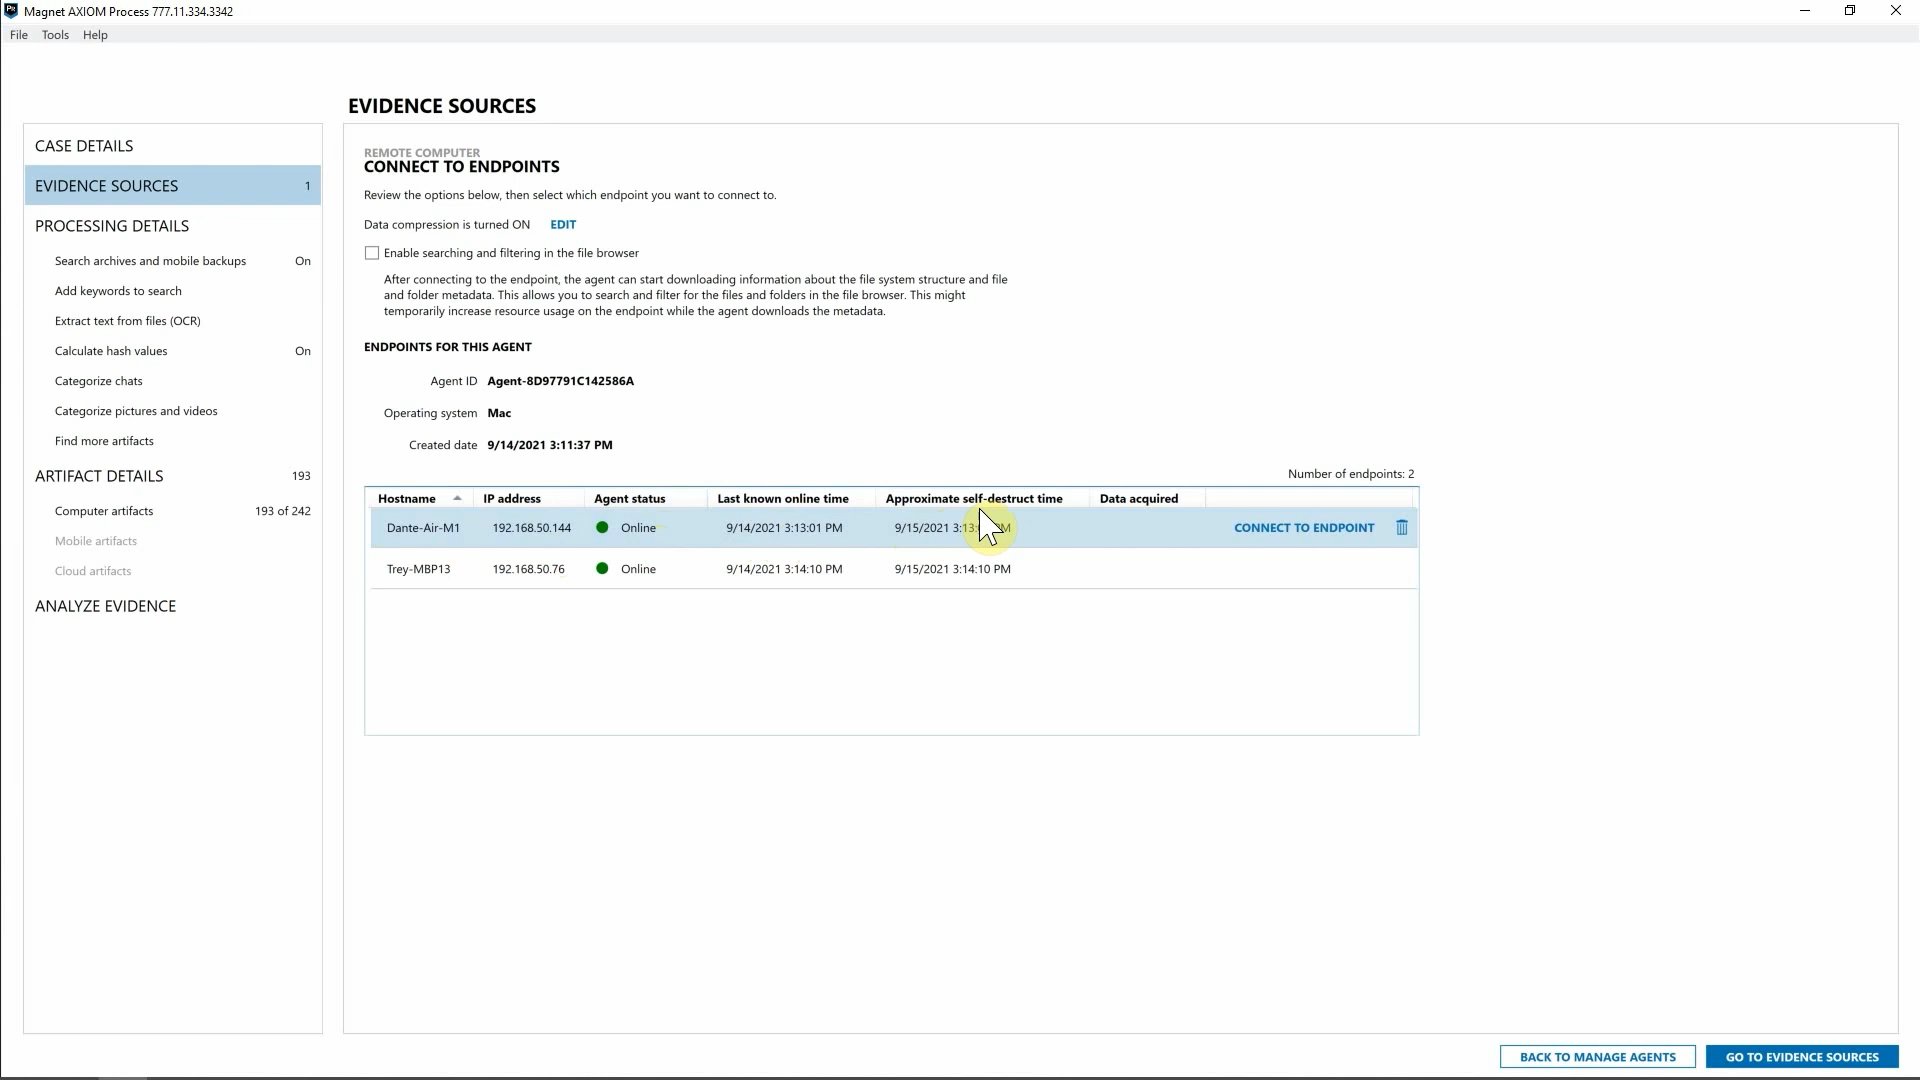 Magnet AXIOM Process 777.11.334.3342
File Tools Help
EVIDENCE SOURCES
CASE DETAILS
EVIDENCE SOURCES 1
PROCESSING DETAILS
Search archives and mobile backups On
Add keywords to search
Extract text from files (OCR)
Calculate hash values On
Categorize chats
Categorize pictures and videos
Find more artifacts
ARTIFACT DETAILS 193
Computer artifacts 193 of 242
Mobile artifacts
Cloud artifacts
ANALYZE EVIDENCE
REMOTE COMPUTER
CONNECT TO ENDPOINTS
Review the options below, then select which endpoint you want to connect to.
Data compression is turned ON EDIT
Enable searching and filtering in the file browser
After connecting to the endpoint, the agent can start downloading information about the file system structure and file
and folder metadata. This allows you to search and filter for the files and folders in the file browser. This might
temporarily increase resource usage on the endpoint while the agent downloads the metadata.
ENDPOINTS FOR THIS AGENT
Agent ID Agent-8D97791C142586A
Operating system Mac
Created date 9/14/2021 3:11:37 PM
Number of endpoints: 2
Hostname IP address Agent status Last known online time Approximate self-destruct time Data acquired
Dante-Air-M1 192.168.50.144 Online 9/14/2021 3:13:01 PM 9/15/2021 CONNECT TO ENDPOINT
Trey-MBP13 192.168.50.76 Online 9/14/2021 3:14:10 PM 9/15/2021 3:14:10 PM
BACK TO MANAGE AGENTS GO TO EVIDENCE SOURCES